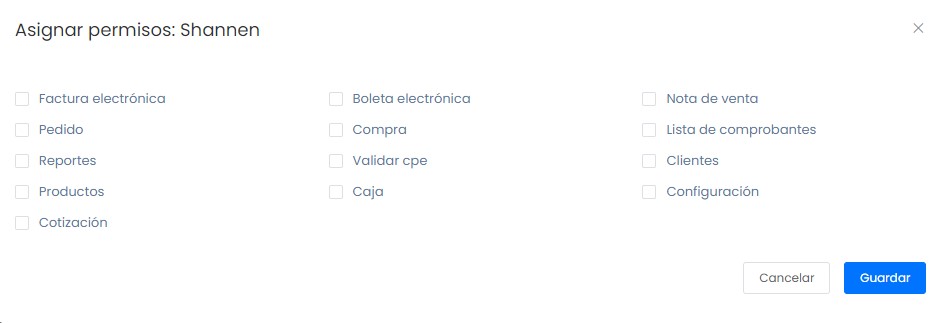 Asignar permisos: Shannen
Factura electrónica
Boleta electrónica
Nota de venta
Pedido
Compra
Lista de comprobantes
Reportes
Validar cpe
Clientes
Productos
Caja
Configuración
Cotización
Cancelar
Guardar